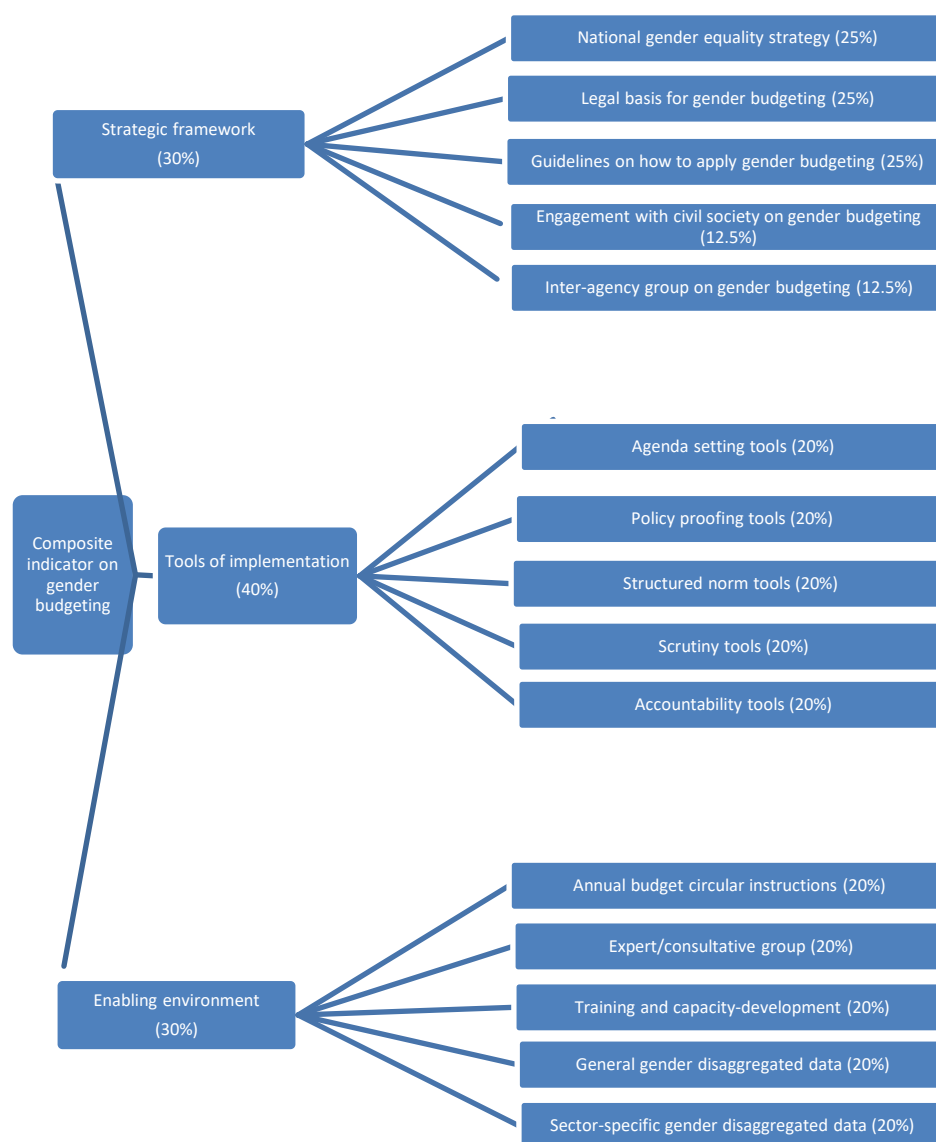 National gender equality strategy (25%)
Legal basis for gender budgeting (25%)
Strategic framework
(30%)
Guidelines on how to apply gender budgeting (25%)
Engagement with civil society on gender budgeting
(12.5%)
Inter-agency group on gender budgeting (12.5%)
Composite
indicator on
gender
budgeting
Tools of implementation
(40%)
Agenda setting tools (20%)
Policy proofing tools (20%)
Structured norm tools (20%)
Scrutiny tools (20%)
Accountability tools (20%)
Enabling environment
(30%)
Annual budget circular instructions (20%)
Expert/consultative group (20%)
Training and capacity-development (20%)
General gender disaggregated data (20%)
Sector-specific gender disaggregated data (20%)